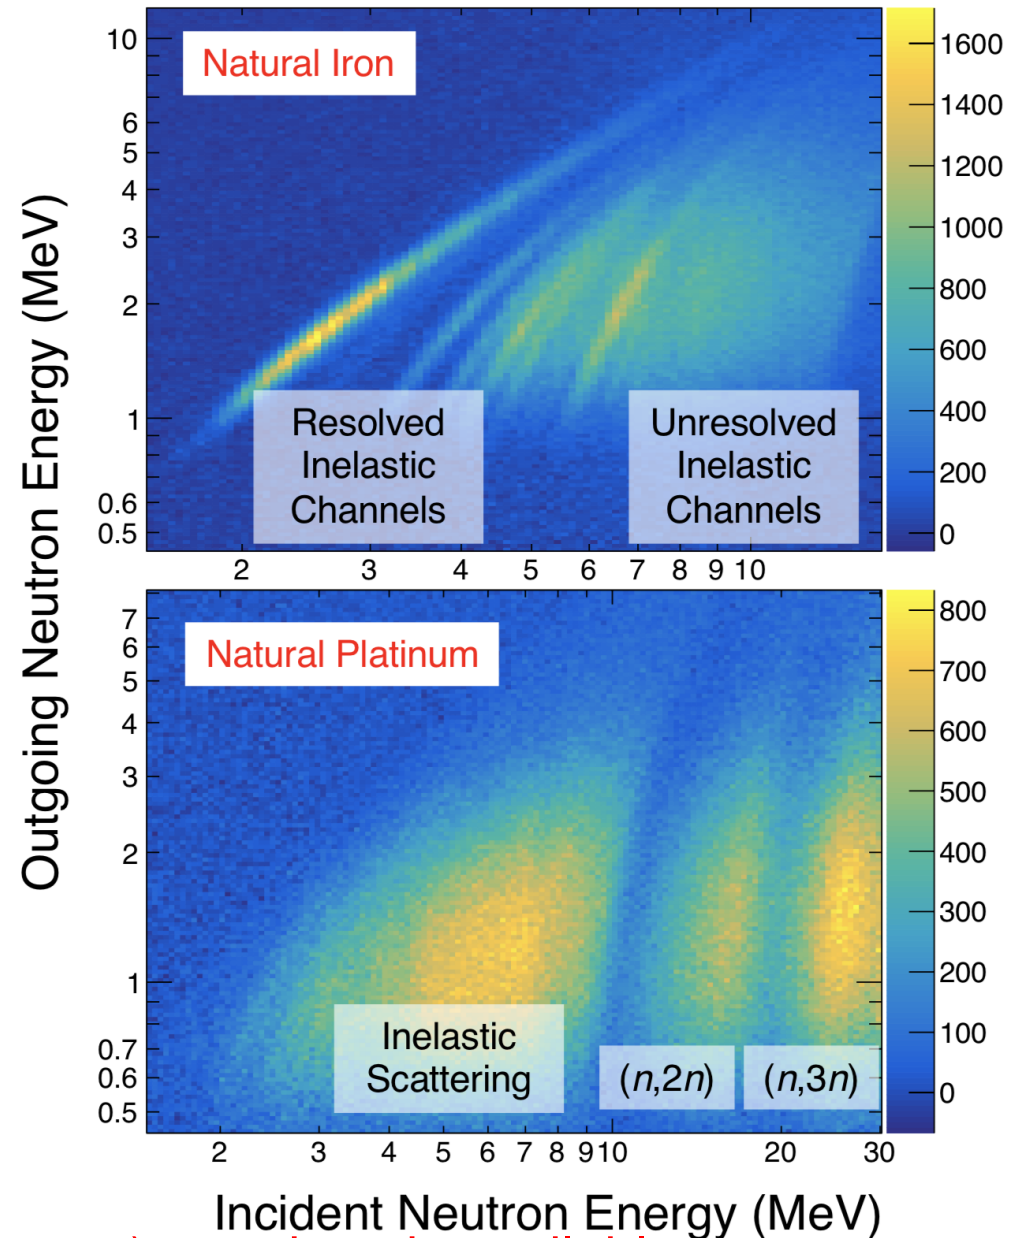 Natural Iron
10
6
5
4
3
2
1
0.6
0.5
Resolved
Inelastic
Channels
Unresolved
Inelastic
Channels
1600
1400
1200
1000
800
600
400
200
0
2 3 4 5 6 7 8 9 10
Natural Platinum
7
6
5
4
3
2
1
0.7
0.6
0.5
Inelastic
Scattering
(n,2n) (n,3n)
800
700
600
500
400
300
200
100
0
2 3 4 5 6 7 8 9 10 20 30
Outgoing Neutron Energy (MeV)
Incident Neutron Energy (MeV)